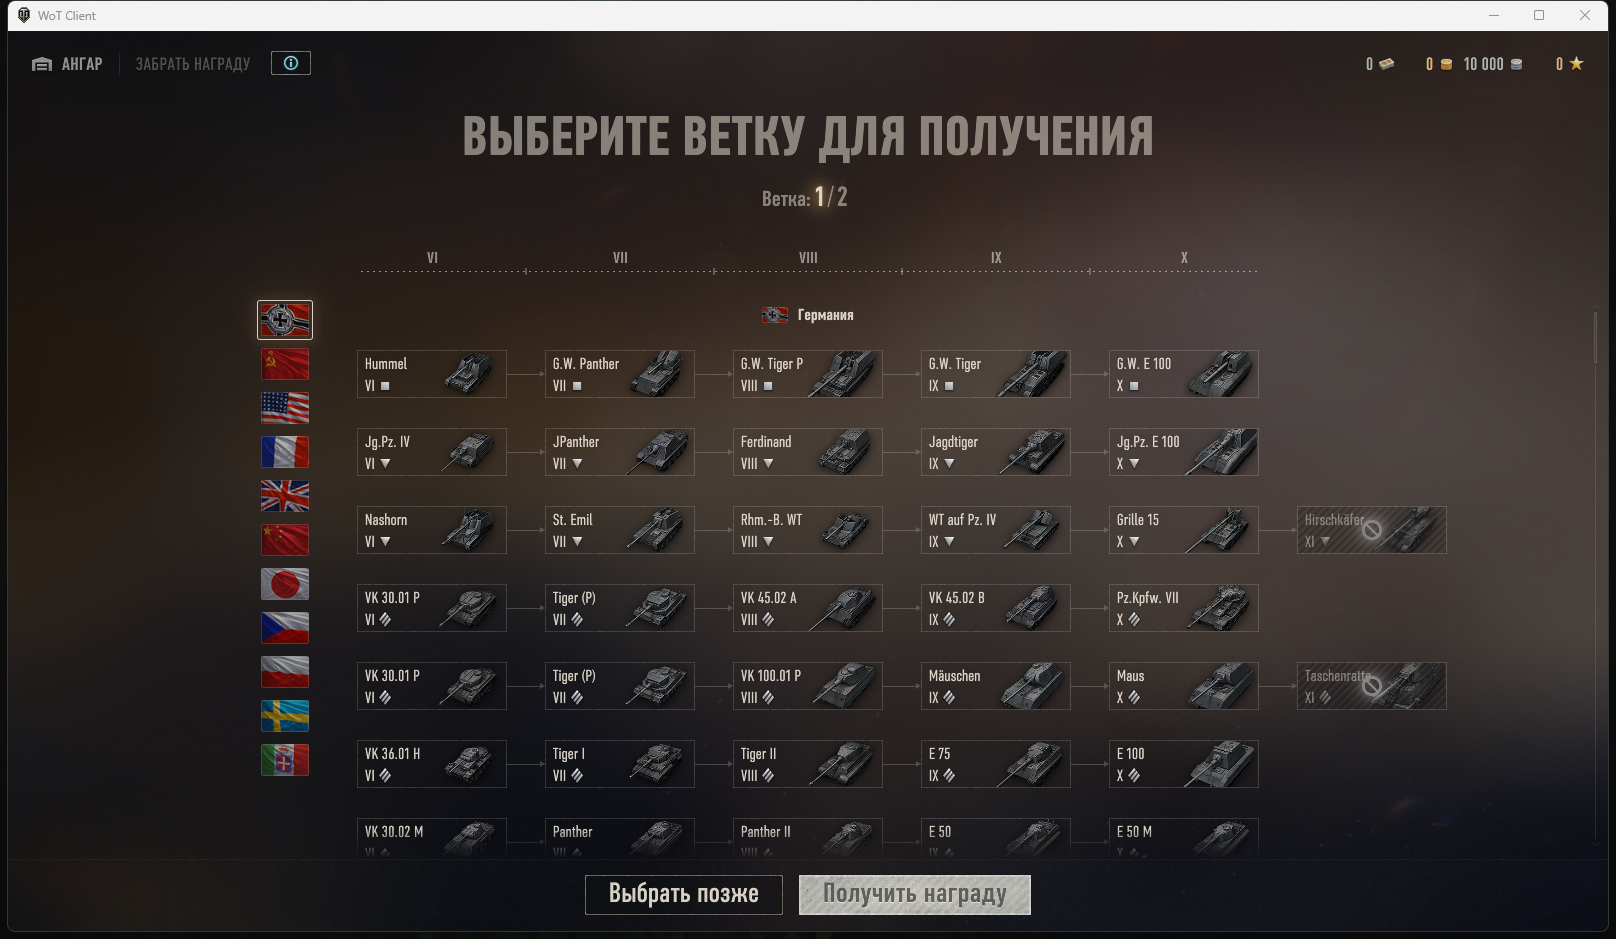 WoT Client
АНГАР
ЗАБРАТЬ НАГРАДУ
0
0
10 000
0
ВЫБЕРИТЕ ВЕТКУ ДЛЯ ПОЛУЧЕНИЯ
Ветка: 1/2
VI VII VIII IX X
Германия
Hummel G.W. Panther G.W. Tiger P G.W. Tiger G.W. E 100
VI VII VIII IX X
Jg.Pz. IV JPanther Ferdinand Jagdtiger Jg.Pz. E 100
VI VII VIII IX X
Nashorn St. Emil Rhm.-B. WT WT auf Pz. IV Grille 15 Hirschkäfer
VI VII VIII IX X XI
VK 30.01 P Tiger (P) VK 45.02 A VK 45.02 B Pz.Kpfw. VII
VI VII VIII IX X
VK 30.01 P Tiger (P) VK 100.01 P Mäuschen Maus Taschenratte
VI VII VIII IX X XI
VK 36.01 H Tiger I Tiger II E 75 E 100
VI VII VIII IX X
VK 30.02 M Panther Panther II E 50 E 50 M
VI VII VIII IX X
Выбрать позже
Получить награду